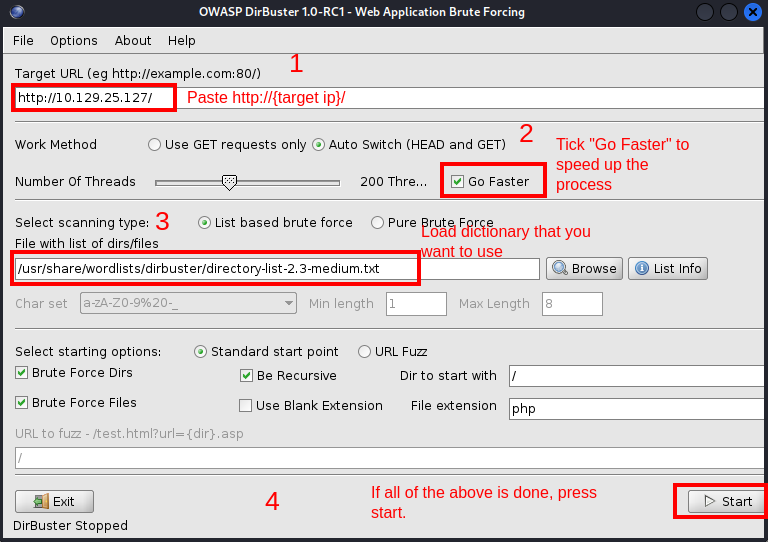 OWASP DirBuster 1.0-RC1 - Web Application Brute Forcing
File Options About Help
1
Target URL (eg http://example.com:80/)
http://10.129.25.127/ Paste http://{target ip}/
2
Work Method Use GET requests only Auto Switch (HEAD and GET)
Tick "Go Faster" to
speed up the
process
Number Of Threads 200 Thre... Go Faster
3
Select scanning type: List based brute force Pure Brute Force
Load dictionary that you
want to use
File with list of dirs/files
/usr/share/wordlists/dirbuster/directory-list-2.3-medium.txt Browse List Info
Char set a-zA-Z0-9%20-_ Min length 1 Max Length 8
Select starting options: Standard start point URL Fuzz
Brute Force Dirs Be Recursive Dir to start with /
Brute Force Files Use Blank Extension File extension php
URL to fuzz - /test.html?url={dir}.asp
/
4
If all of the above is done, press
start.
Exit Start
DirBuster Stopped